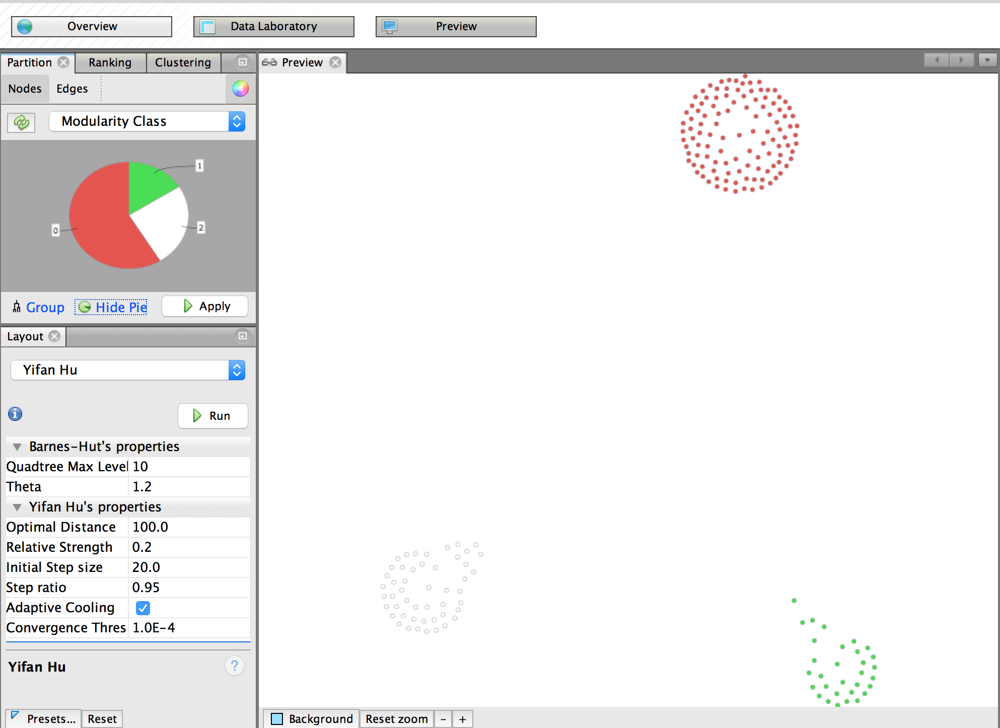 Overview
Data Laboratory
Preview
Partition
Ranking
Clustering
Preview
Nodes
Edges
Modularity Class
1
2
0
Group
Hide Pie
Apply
Layout
Yifan Hu
Run
Barnes-Hut's properties
Quadtree Max Level 10
Theta 1.2
Yifan Hu's properties
Optimal Distance 100.0
Relative Strength 0.2
Initial Step size 20.0
Step ratio 0.95
Adaptive Cooling
Convergence Thres 1.0E-4
Yifan Hu
?
Presets...
Reset
Background
Reset zoom
-
+